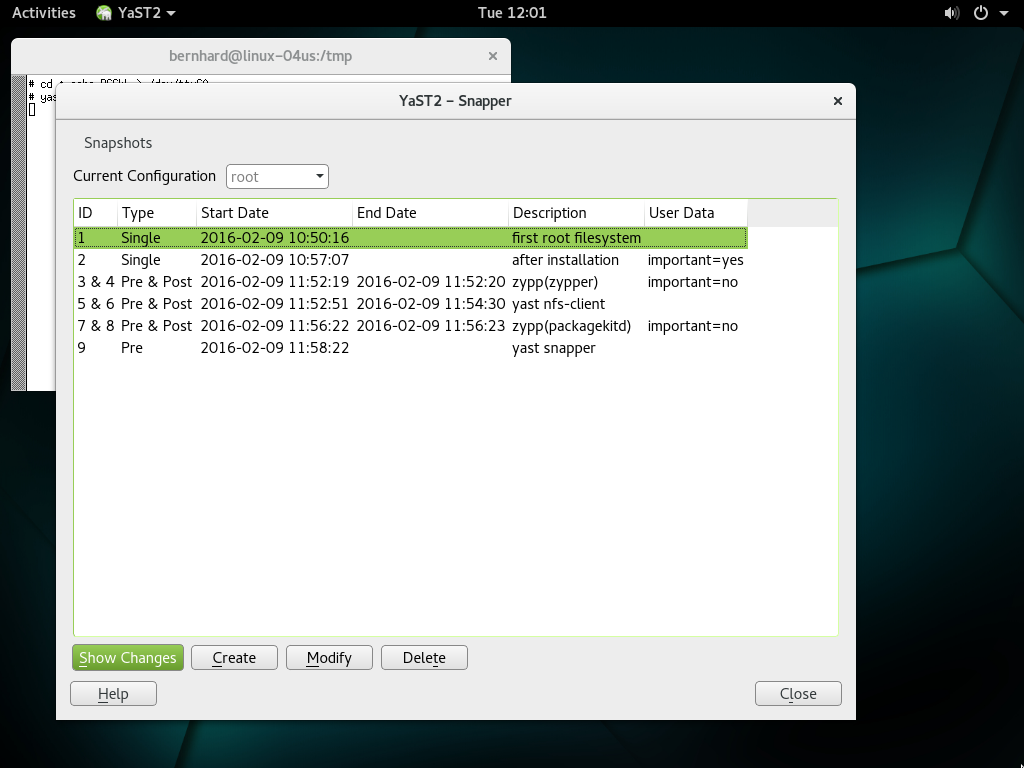 Activities YaST2 Tue 12:01
bernhard@linux-04us:/tmp
# cd
# yas
YaST2 - Snapper
Snapshots
Current Configuration root
ID Type Start Date End Date Description User Data
1 Single 2016-02-09 10:50:16 first root filesystem
2 Single 2016-02-09 10:57:07 after installation important=yes
3 & 4 Pre & Post 2016-02-09 11:52:19 2016-02-09 11:52:20 zypp(zypper) important=no
5 & 6 Pre & Post 2016-02-09 11:52:51 2016-02-09 11:54:30 yast nfs-client
7 & 8 Pre & Post 2016-02-09 11:56:22 2016-02-09 11:56:23 zypp(packagekitd) important=no
9 Pre 2016-02-09 11:58:22 yast snapper
Show Changes Create Modify Delete
Help Close